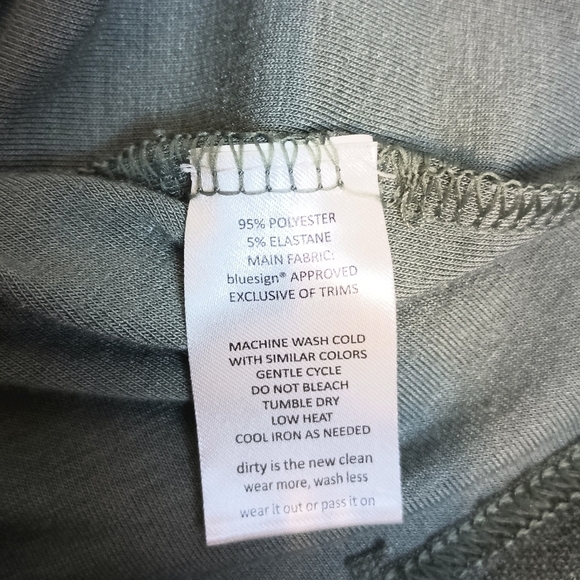 95% POLYESTER
5% ELASTANE
MAIN FABRIC:
bluesign® APPROVED
EXCLUSIVE OF TRIMS
MACHINE WASH COLD
WITH SIMILAR COLORS
GENTLE CYCLE
DO NOT BLEACH
TUMBLE DRY
LOW HEAT
COOL IRON AS NEEDED
dirty is the new clean
wear more, wash less
wear it out or pass it on